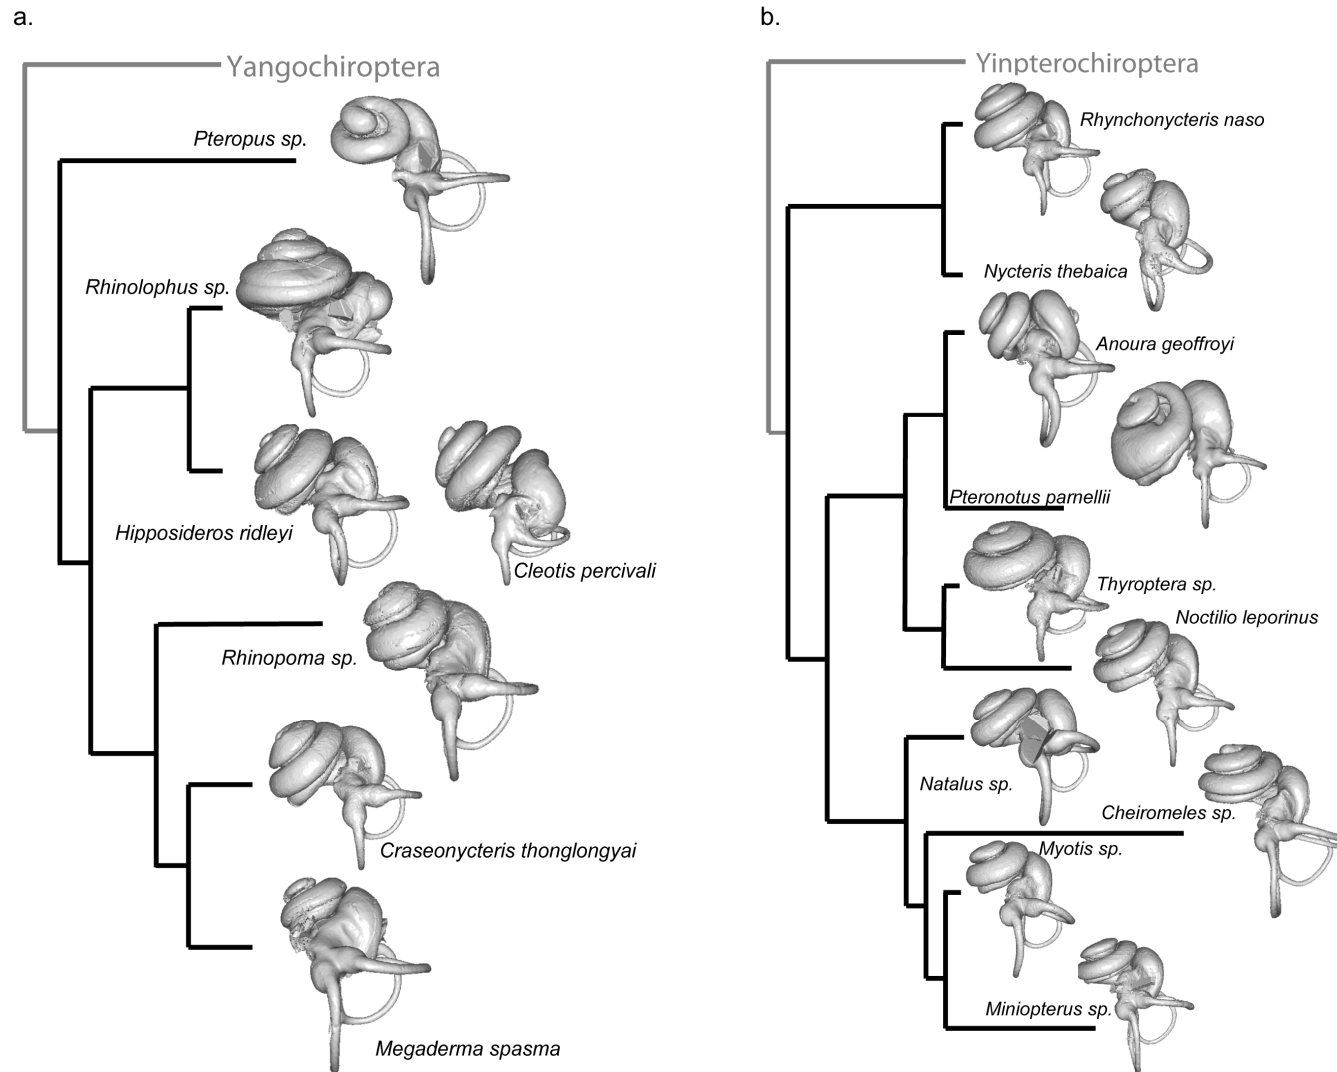 a.
Yangochiroptera
Pteropus sp.
Rhinolophus sp.
Hipposideros ridleyi
Cleotis percivali
Rhinopoma sp.
Craseonycteris thonglongyai
Megaderma spasma
b.
Yinpterochiroptera
Rhynchonycteris naso
Nycteris thebaica
Anoura geoffroyi
Pteronotus parnellii
Thyroptera sp.
Noctilio leporinus
Natalus sp.
Cheiromeles sp.
Myotis sp.
Miniopterus sp.